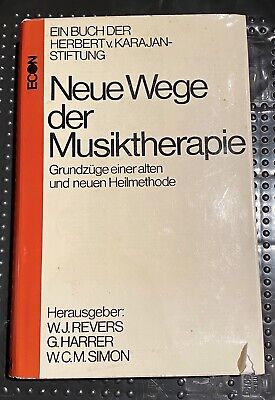 EIN BUCH DER
HERBERT v. KARAJAN-
STIFTUNG
ECON
Neue Wege
der
Musiktherapie
Grundzüge einer alten
und neuen Heilmethode
Herausgeber:
W.J. REVERS
G. HARRER
W.C.M. SIMON